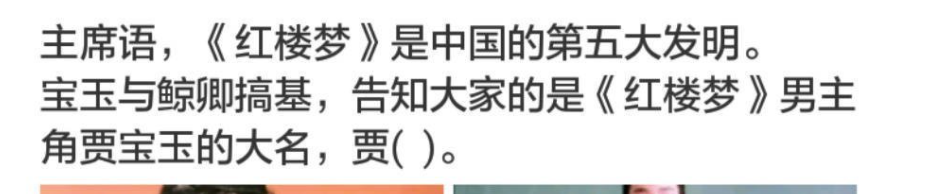 主席语，《红楼梦》是中国的第五大发明。
宝玉与鲸卿搞基，告知大家的是《红楼梦》男主
角贾宝玉的大名，贾( )。